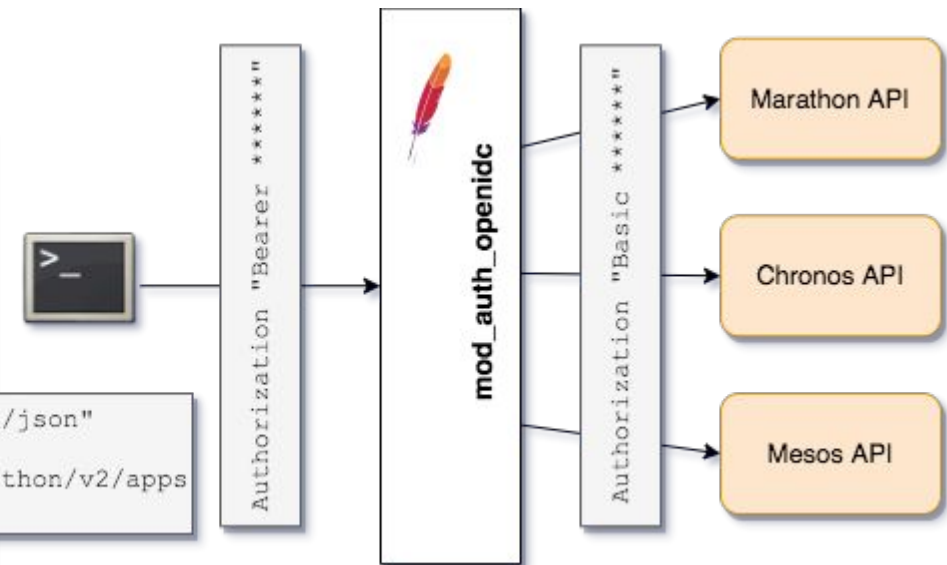 >_
/json"
thon/v2/apps
Authorization "Bearer ******"
mod_auth_openidc
Authorization "Basic ******"
Marathon API
Chronos API
Mesos API